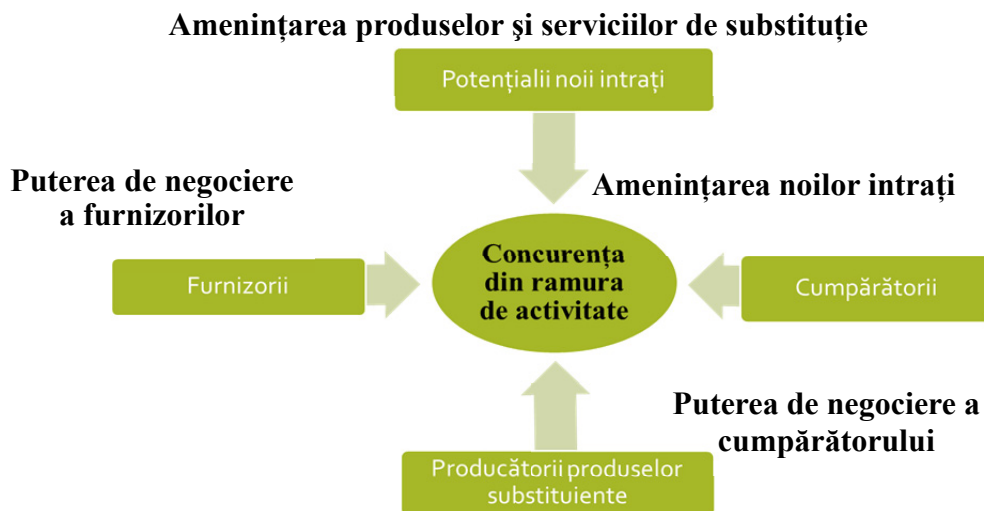 Amenințarea produselor şi serviciilor de substituție
Potențialii noii intrați
Puterea de negociere
a furnizorilor
Amenințarea noilor intrați
Furnizorii
Concurența
din ramura
de activitate
Cumpărătorii
Puterea de negociere a
cumpărătorului
Producătorii produselor
substituiente